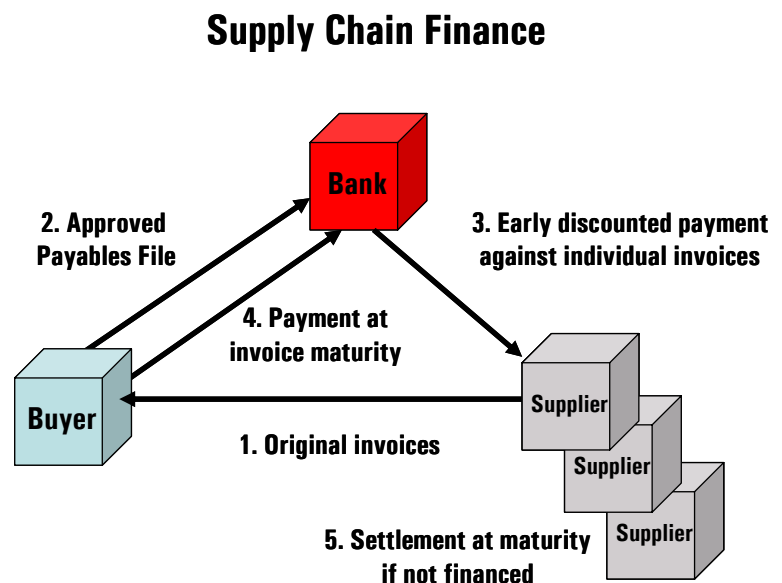 Supply Chain Finance
Bank
2. Approved
Payables File
3. Early discounted payment
against individual invoices
4. Payment at
invoice maturity
Buyer
Supplier
1. Original invoices
Supplier
Supplier
5. Settlement at maturity
if not financed